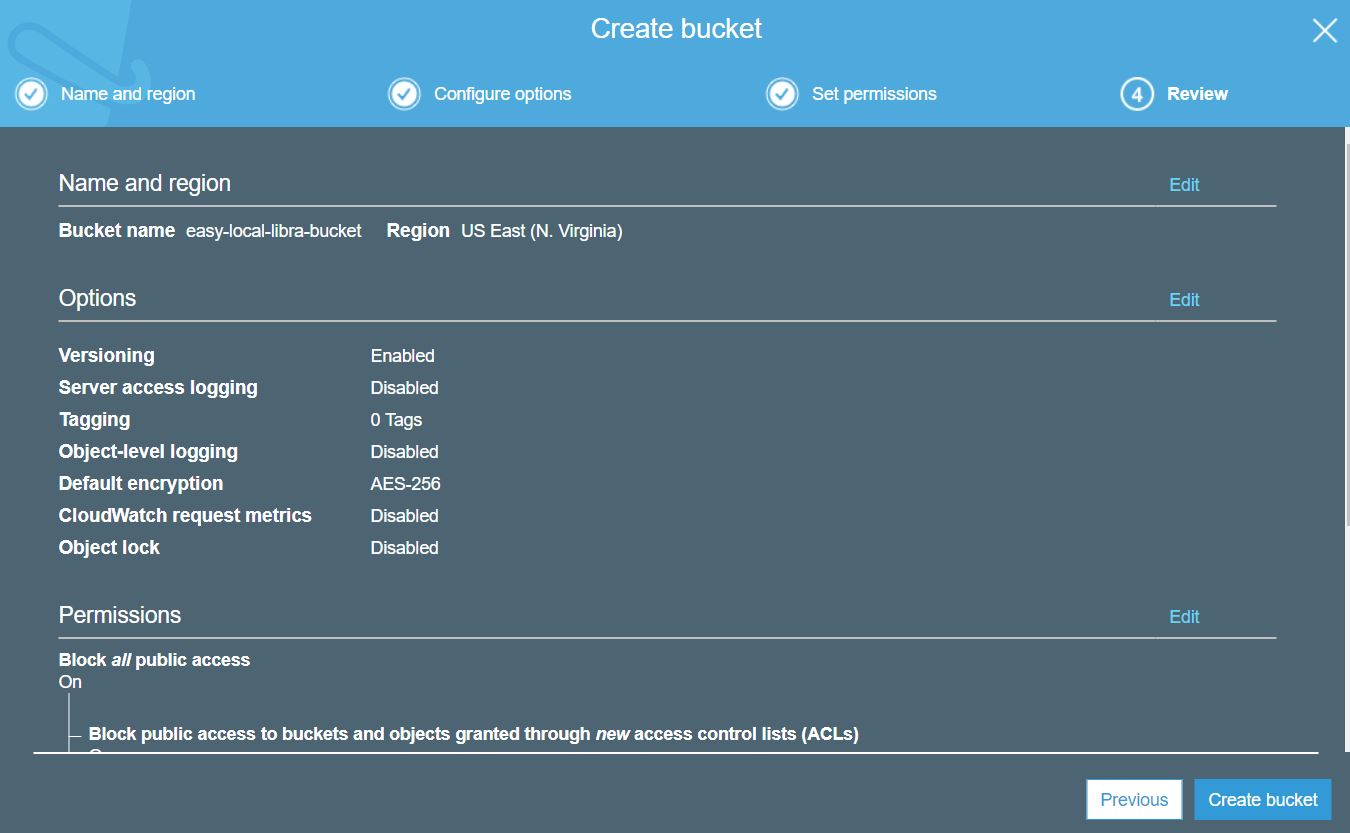 Create bucket
Name and region
Configure options
Set permissions
4 Review
Name and region Edit
Bucket name easy-local-libra-bucket Region US East (N. Virginia)
Options Edit
Versioning Enabled
Server access logging Disabled
Tagging 0 Tags
Object-level logging Disabled
Default encryption AES-256
CloudWatch request metrics Disabled
Object lock Disabled
Permissions Edit
Block all public access
On
Block public access to buckets and objects granted through new access control lists (ACLs)
Previous Create bucket